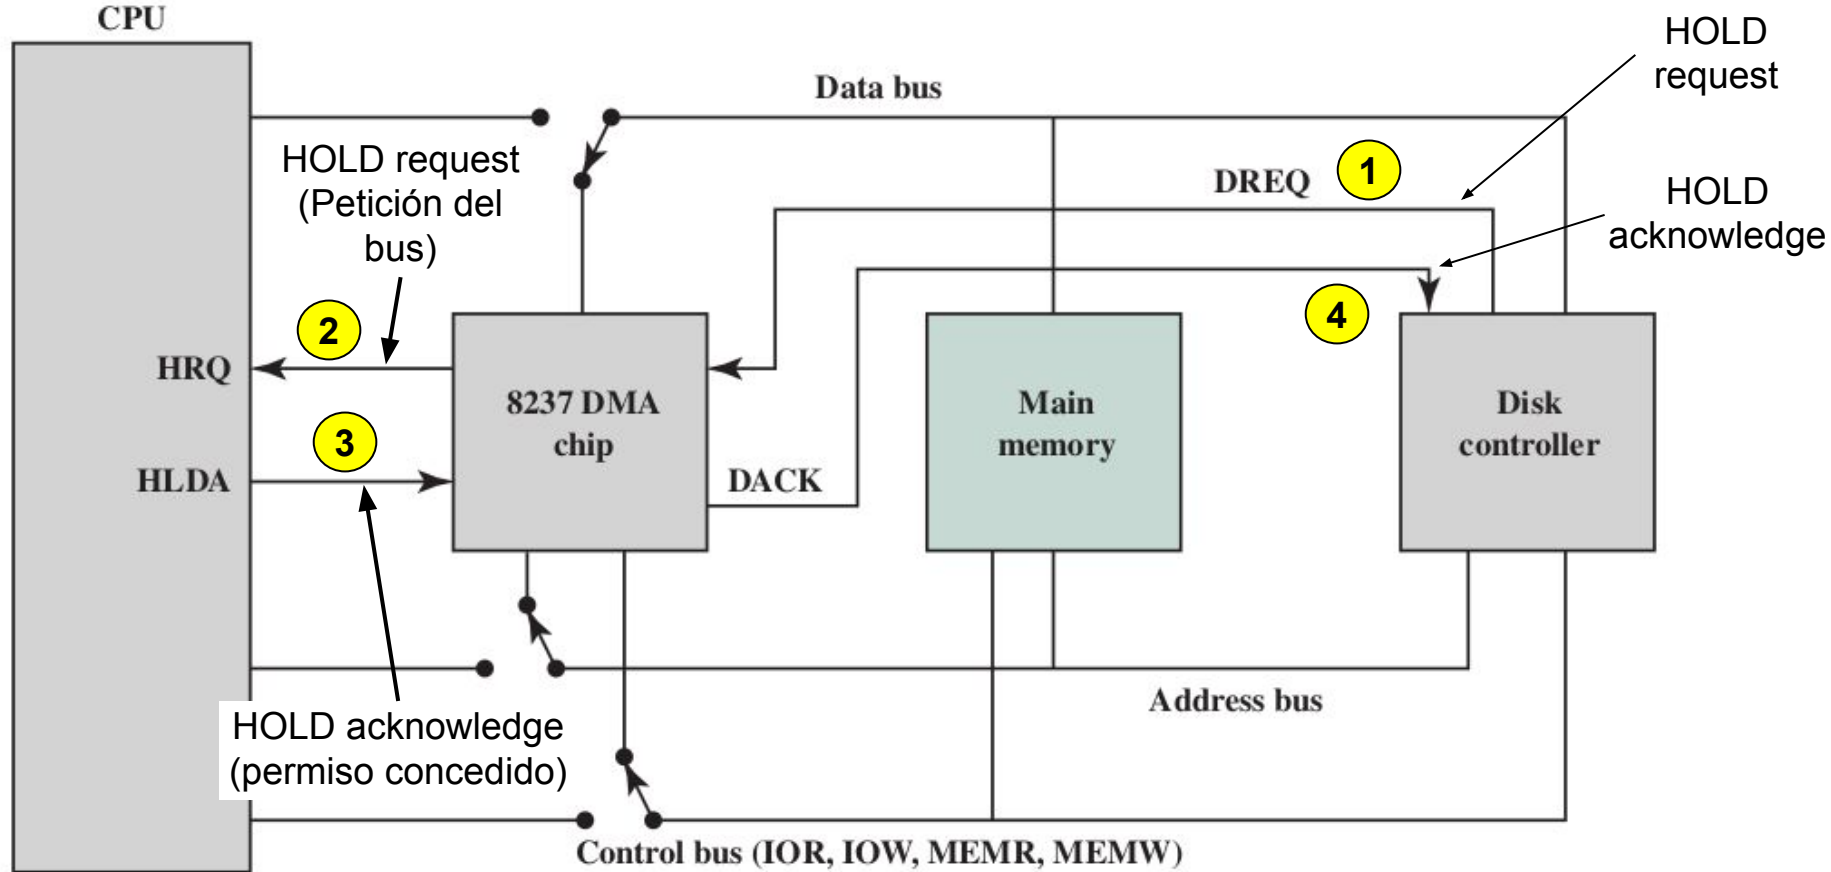 CPU
HOLD
request
Data bus
HOLD request
(Petición del
bus)
1
DREQ
HOLD
acknowledge
2
4
HRQ
8237 DMA
chip
Main
memory
Disk
controller
3
HLDA
DACK
Address bus
HOLD acknowledge
(permiso concedido)
Control bus (IOR, IOW, MEMR, MEMW)